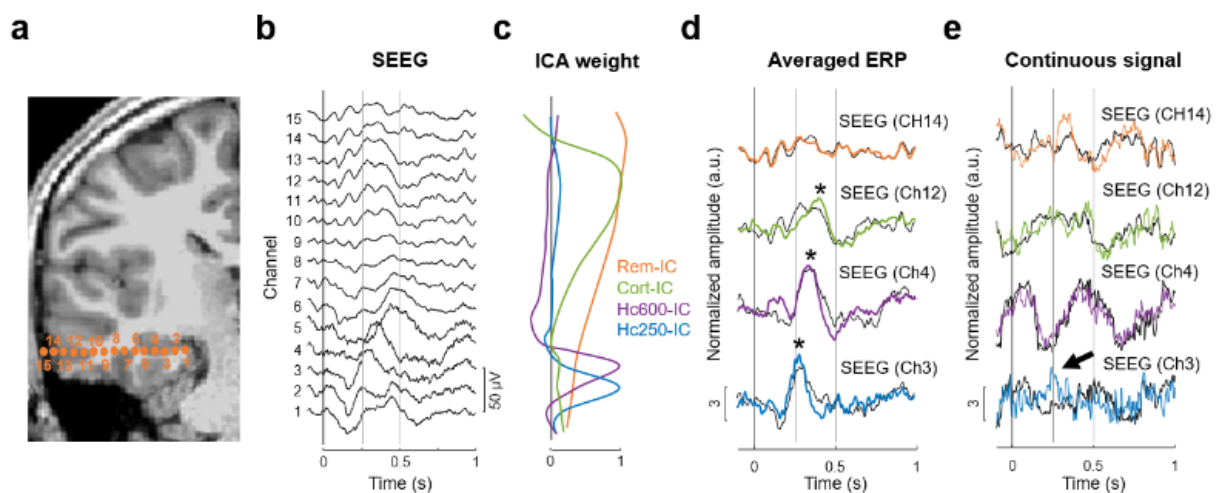 a
b
c
d
e
SEEG
ICA weight
Averaged ERP
Continuous signal
14 12 10 8 6 4 2
15 13 11 9 7 5 3 1
Channel
15
14
13
12
11
10
9
8
7
6
5
4
3
2
1
50 µV
0 0.5 1
Time (s)
Rem-IC
Cort-IC
Hc600-IC
Hc250-IC
0 1
Normalized amplitude (a.u.)
SEEG (CH14)
SEEG (Ch12)
*
SEEG (Ch4)
*
SEEG (Ch3)
*
3
0 0.5 1
Time (s)
Normalized amplitude (a.u.)
SEEG (CH14)
SEEG (Ch12)
SEEG (Ch4)
SEEG (Ch3)
3
0 0.5 1
Time (s)